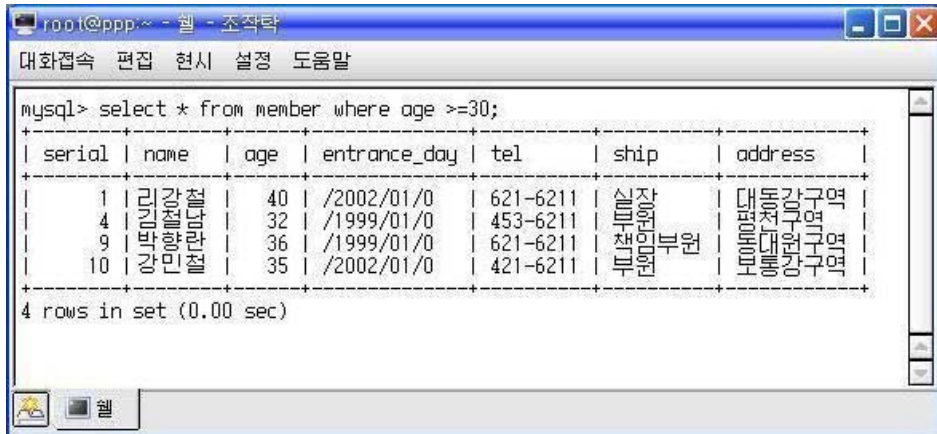 root@ppp:~ - 웰 - 조작탁
대화접속 편집 현시 설정 도움말
mysql> select * from member where age >=30;
+---------+--------+------+--------------+----------+----------+------------+
| serial | name | age | entrance_day | tel | ship | address |
+---------+--------+------+--------------+----------+----------+------------+
| 1 | 리강철 | 40 | /2002/01/0 | 621-6211 | 실장 | 대동강구역 |
| 4 | 김철남 | 32 | /1999/01/0 | 453-6211 | 부원 | 평천구역 |
| 9 | 박향란 | 36 | /1999/01/0 | 621-6211 | 책임부원 | 동대원구역 |
| 10 | 강민철 | 35 | /2002/01/0 | 421-6211 | 부원 | 보통강구역 |
+---------+--------+------+--------------+----------+----------+------------+
4 rows in set (0.00 sec)
웰